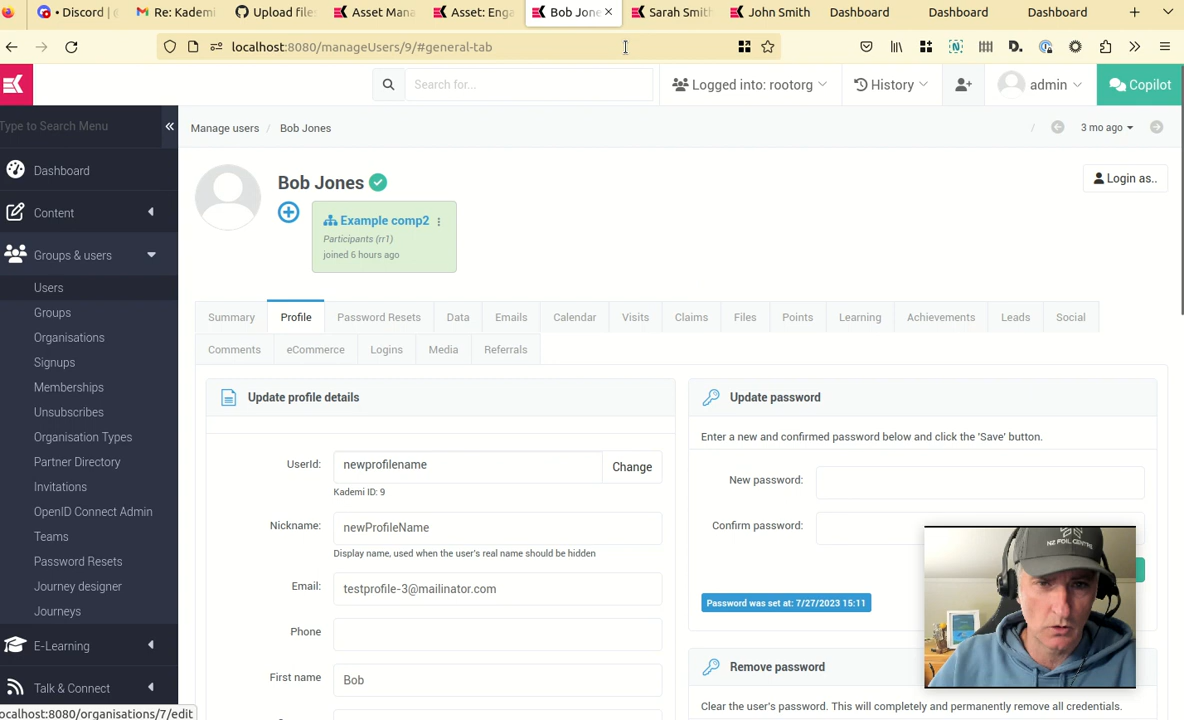 Discord | (
Re: Kademi
Upload file
Asset Mana
Asset: Enga
Bob Jone
Sarah Smith
John Smith
Dashboard
Dashboard
Dashboard
localhost:8080/manageUsers/9/#general-tab
Search for...
Logged into: rootorg
History
admin
Copilot
Type to Search Menu
Dashboard
Content
Groups & users
Users
Groups
Organisations
Signups
Memberships
Unsubscribes
Organisation Types
Partner Directory
Invitations
OpenID Connect Admin
Teams
Password Resets
Journey designer
Journeys
E-Learning
Talk & Connect
ocalhost:8080/organisations/7/edit
Manage users / Bob Jones
/ 3 mo ago
Bob Jones
Login as..
Example comp2
Participants (rr1)
joined 6 hours ago
Summary Profile Password Resets Data Emails Calendar Visits Claims Files Points Learning Achievements Leads Social
Comments eCommerce Logins Media Referrals
Update profile details
UserId: newprofilename Change
Kademi ID: 9
Nickname: newProfileName
Display name, used when the user's real name should be hidden
Email: testprofile-3@mailinator.com
Phone
First name Bob
Update password
Enter a new and confirmed password below and click the 'Save' button.
New password:
Confirm password:
Password was set at: 7/27/2023 15:11
Remove password
Clear the user's password. This will completely and permanently remove all credentials.
NZ FOIL CENTRE